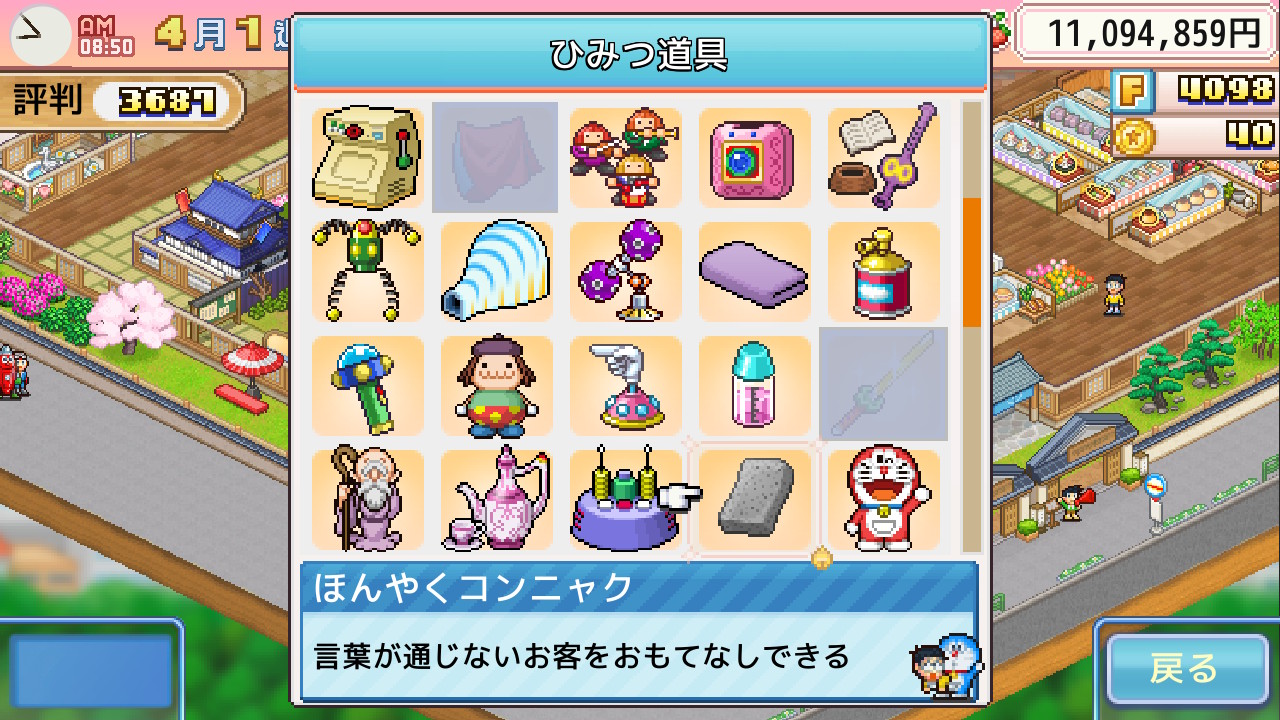 AM
08:50
4月1週
ひみつ道具
11,094,859円
評判 3687
F 4098
40
ほんやくコンニャク
言葉が通じないお客をおもてなしできる
戻る